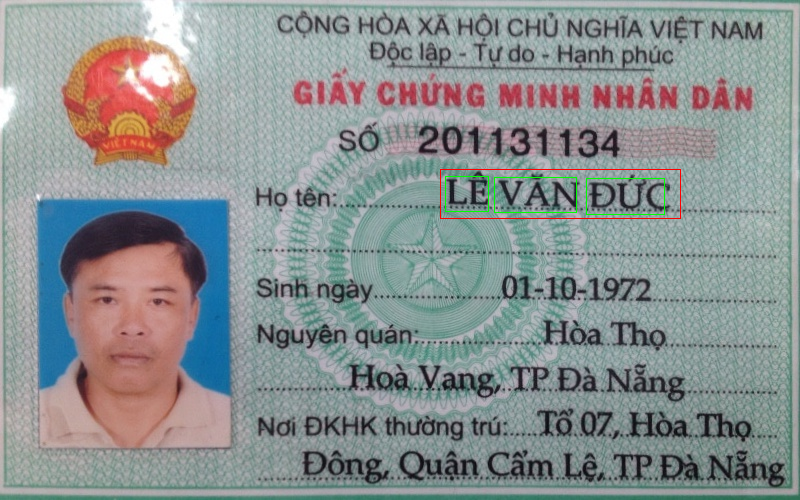 CỘNG HÒA XÃ HỘI CHỦ NGHĨA VIỆT NAM
Độc lập - Tự do - Hạnh phúc
GIẤY CHỨNG MINH NHÂN DÂN
VIỆT NAM
SỐ 201131134
Họ tên: LÊ VĂN ĐỨC
Sinh ngày 01-10-1972
Nguyên quán: Hòa Thọ
Hoà Vang, TP Đà Nẵng
Nơi ĐKHK thường trú: Tổ 07, Hòa Thọ
Đông, Quận Cẩm Lệ, TP Đà Nẵng